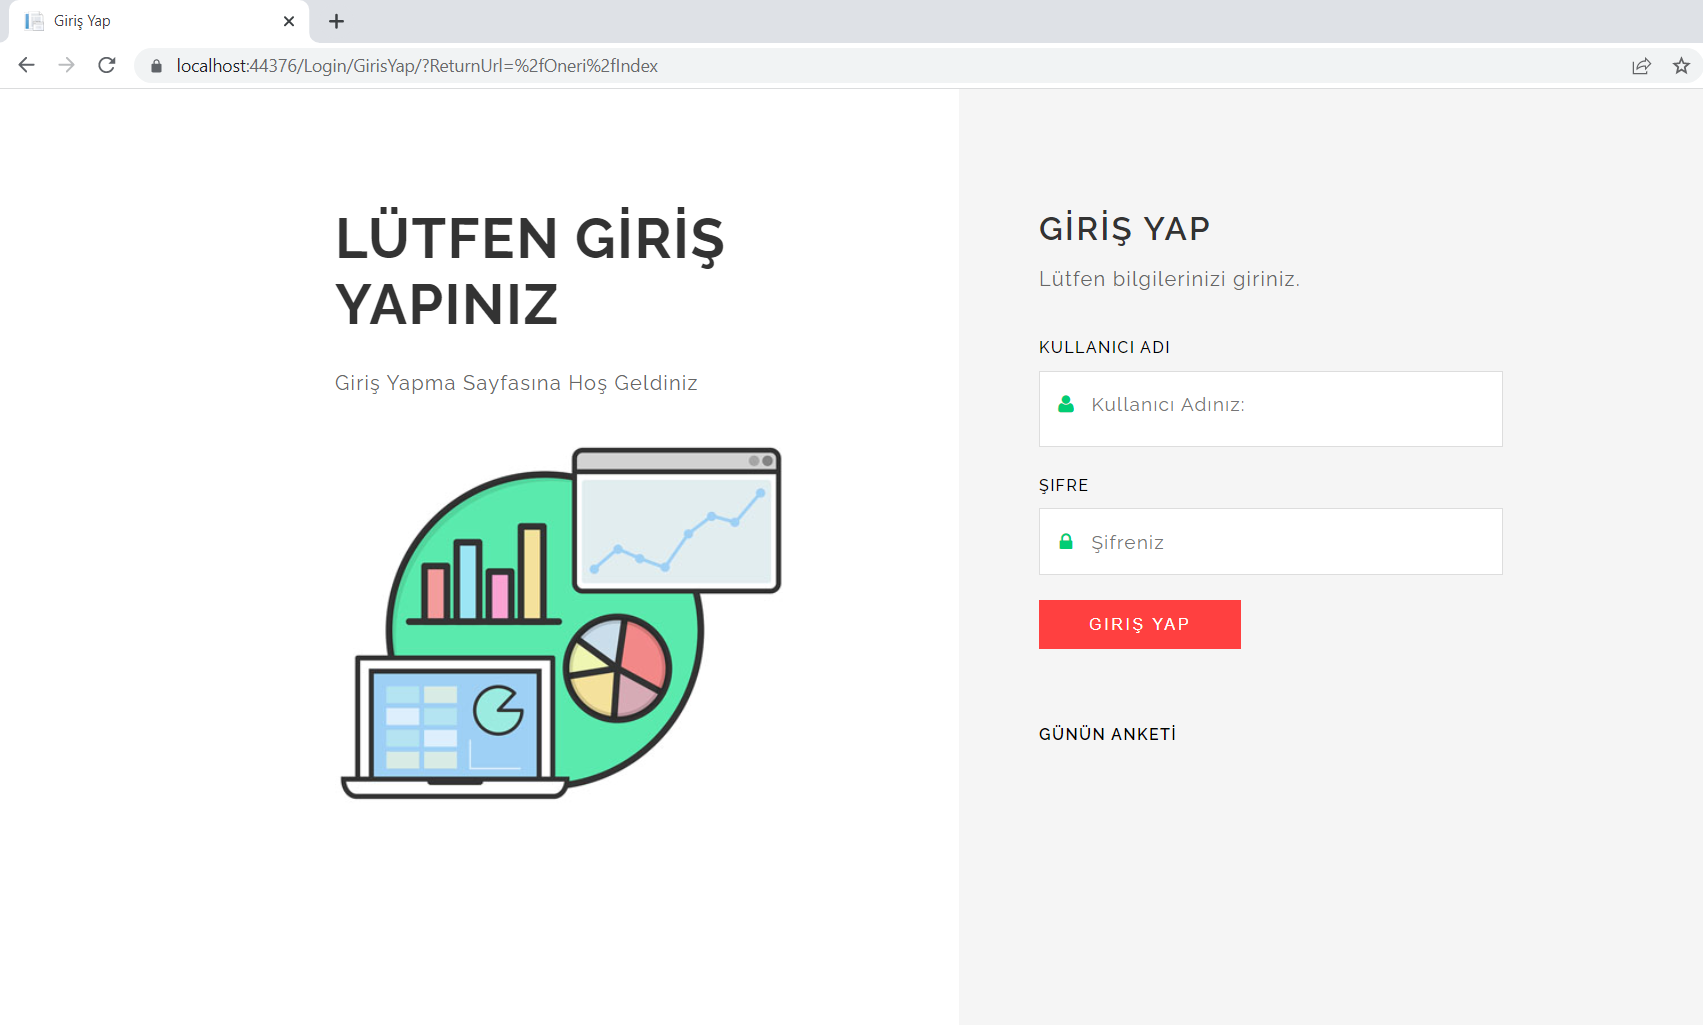 Giriş Yap
localhost:44376/Login/GirisYap/?ReturnUrl=%2fOneri%2fIndex
LÜTFEN GİRİŞ
YAPINIZ
Giriş Yapma Sayfasına Hoş Geldiniz
GİRİŞ YAP
Lütfen bilgilerinizi giriniz.
KULLANICI ADI
Kullanıcı Adınız:
ŞIFRE
Şifreniz
GIRIŞ YAP
GÜNÜN ANKETİ